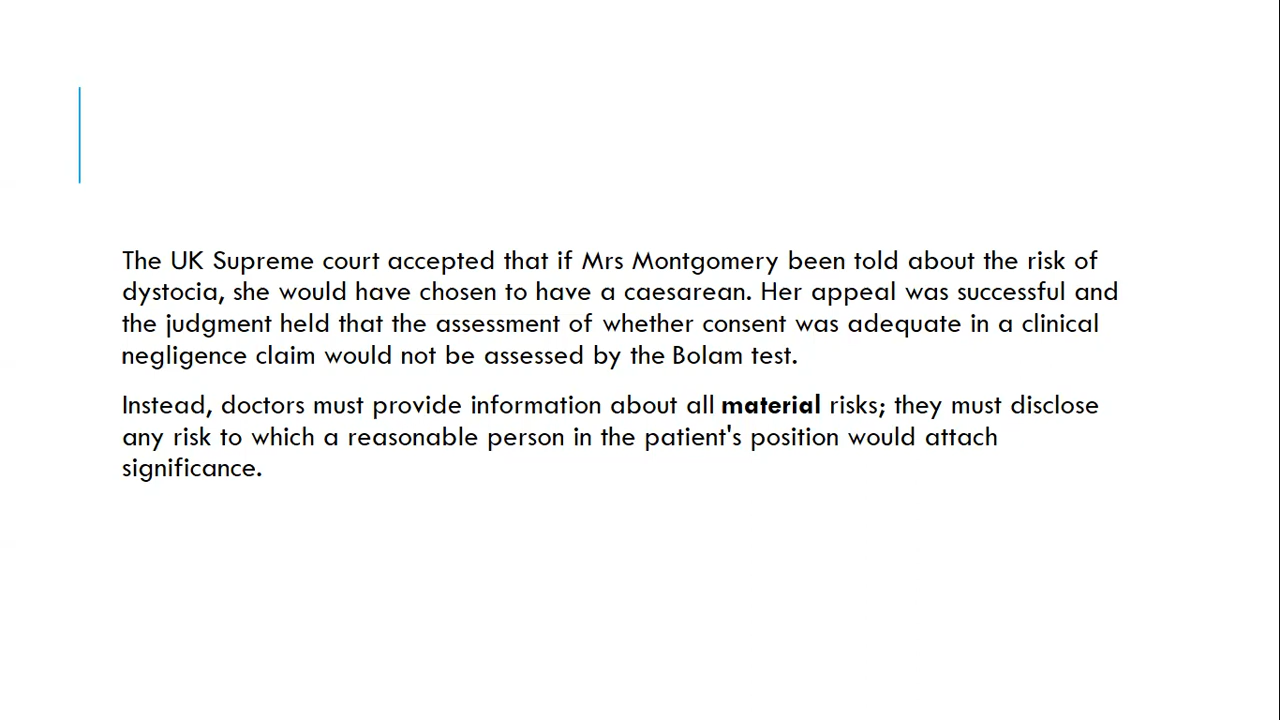 The UK Supreme court accepted that if Mrs Montgomery been told about the risk of
dystocia, she would have chosen to have a caesarean. Her appeal was successful and
the judgment held that the assessment of whether consent was adequate in a clinical
negligence claim would not be assessed by the Bolam test.
Instead, doctors must provide information about all material risks; they must disclose
any risk to which a reasonable person in the patient's position would attach
significance.